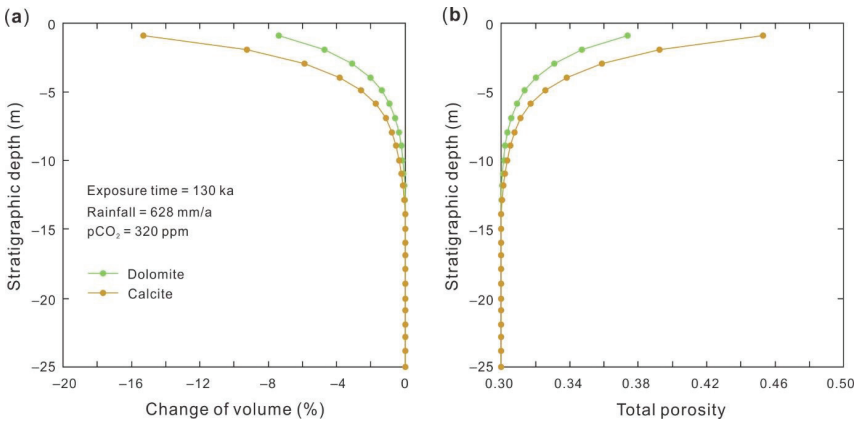 (a)
0
−5
−10
−15
−20
−25
Stratigraphic depth (m)
Exposure time = 130 ka
Rainfall = 628 mm/a
pCO₂ = 320 ppm
Dolomite
Calcite
−20
−16
−12
−8
−4
0
Change of volume (%)
(b)
0
−5
−10
−15
−20
−25
Stratigraphic depth (m)
0.30
0.34
0.38
0.42
0.46
0.50
Total porosity